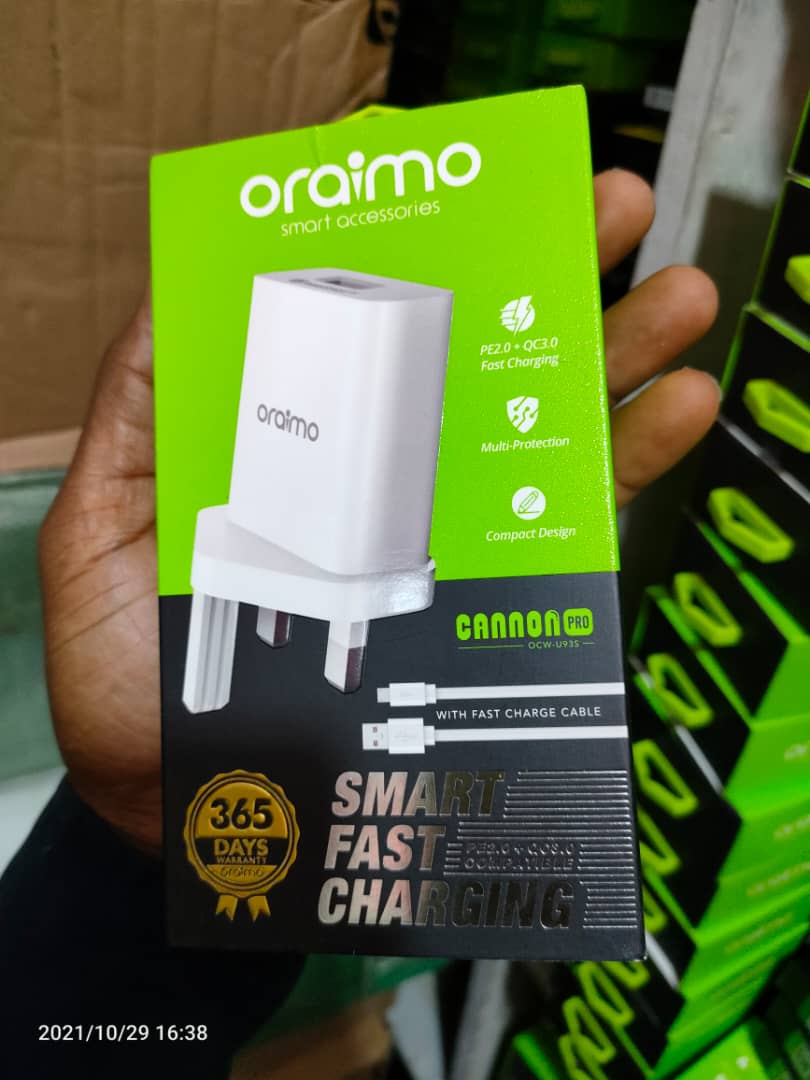 oraimo
smart accessories
PE2.0 + QC3.0
Fast Charging
oraimo
Multi-Protection
Compact Design
CANNON PRO
OCW-U93S
WITH FAST CHARGE CABLE
365
DAYS
WARRANTY
oraimo
SMART
FAST
PE2.0 + QC3.0
COMPATIBLE
CHARGING
2021/10/29 16:38